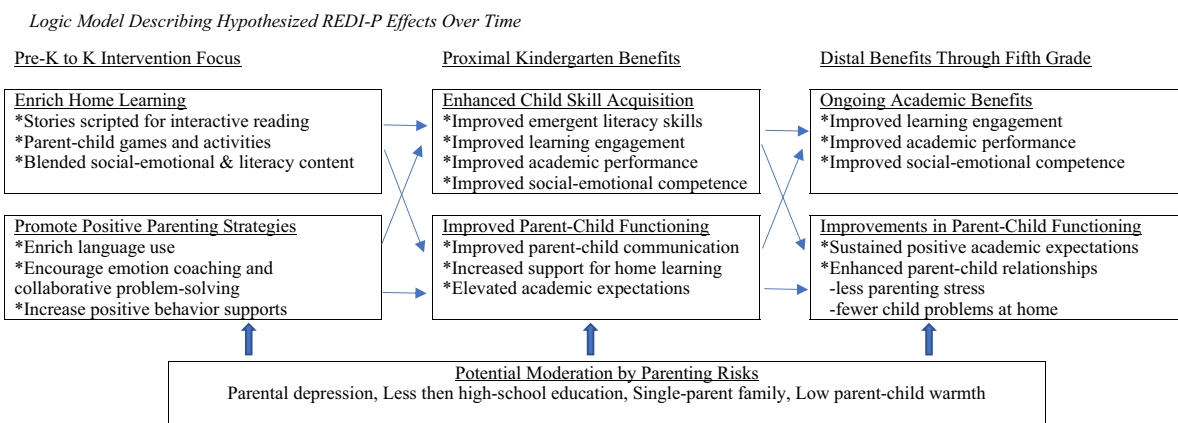 Logic Model Describing Hypothesized REDI-P Effects Over Time
Pre-K to K Intervention Focus
Proximal Kindergarten Benefits
Distal Benefits Through Fifth Grade
Enrich Home Learning
*Stories scripted for interactive reading
*Parent-child games and activities
*Blended social-emotional & literacy content
Enhanced Child Skill Acquisition
*Improved emergent literacy skills
*Improved learning engagement
*Improved academic performance
*Improved social-emotional competence
Ongoing Academic Benefits
*Improved learning engagement
*Improved academic performance
*Improved social-emotional competence
Promote Positive Parenting Strategies
*Enrich language use
*Encourage emotion coaching and
collaborative problem-solving
*Increase positive behavior supports
Improved Parent-Child Functioning
*Improved parent-child communication
*Increased support for home learning
*Elevated academic expectations
Improvements in Parent-Child Functioning
*Sustained positive academic expectations
*Enhanced parent-child relationships
-less parenting stress
-fewer child problems at home
Potential Moderation by Parenting Risks
Parental depression, Less then high-school education, Single-parent family, Low parent-child warmth